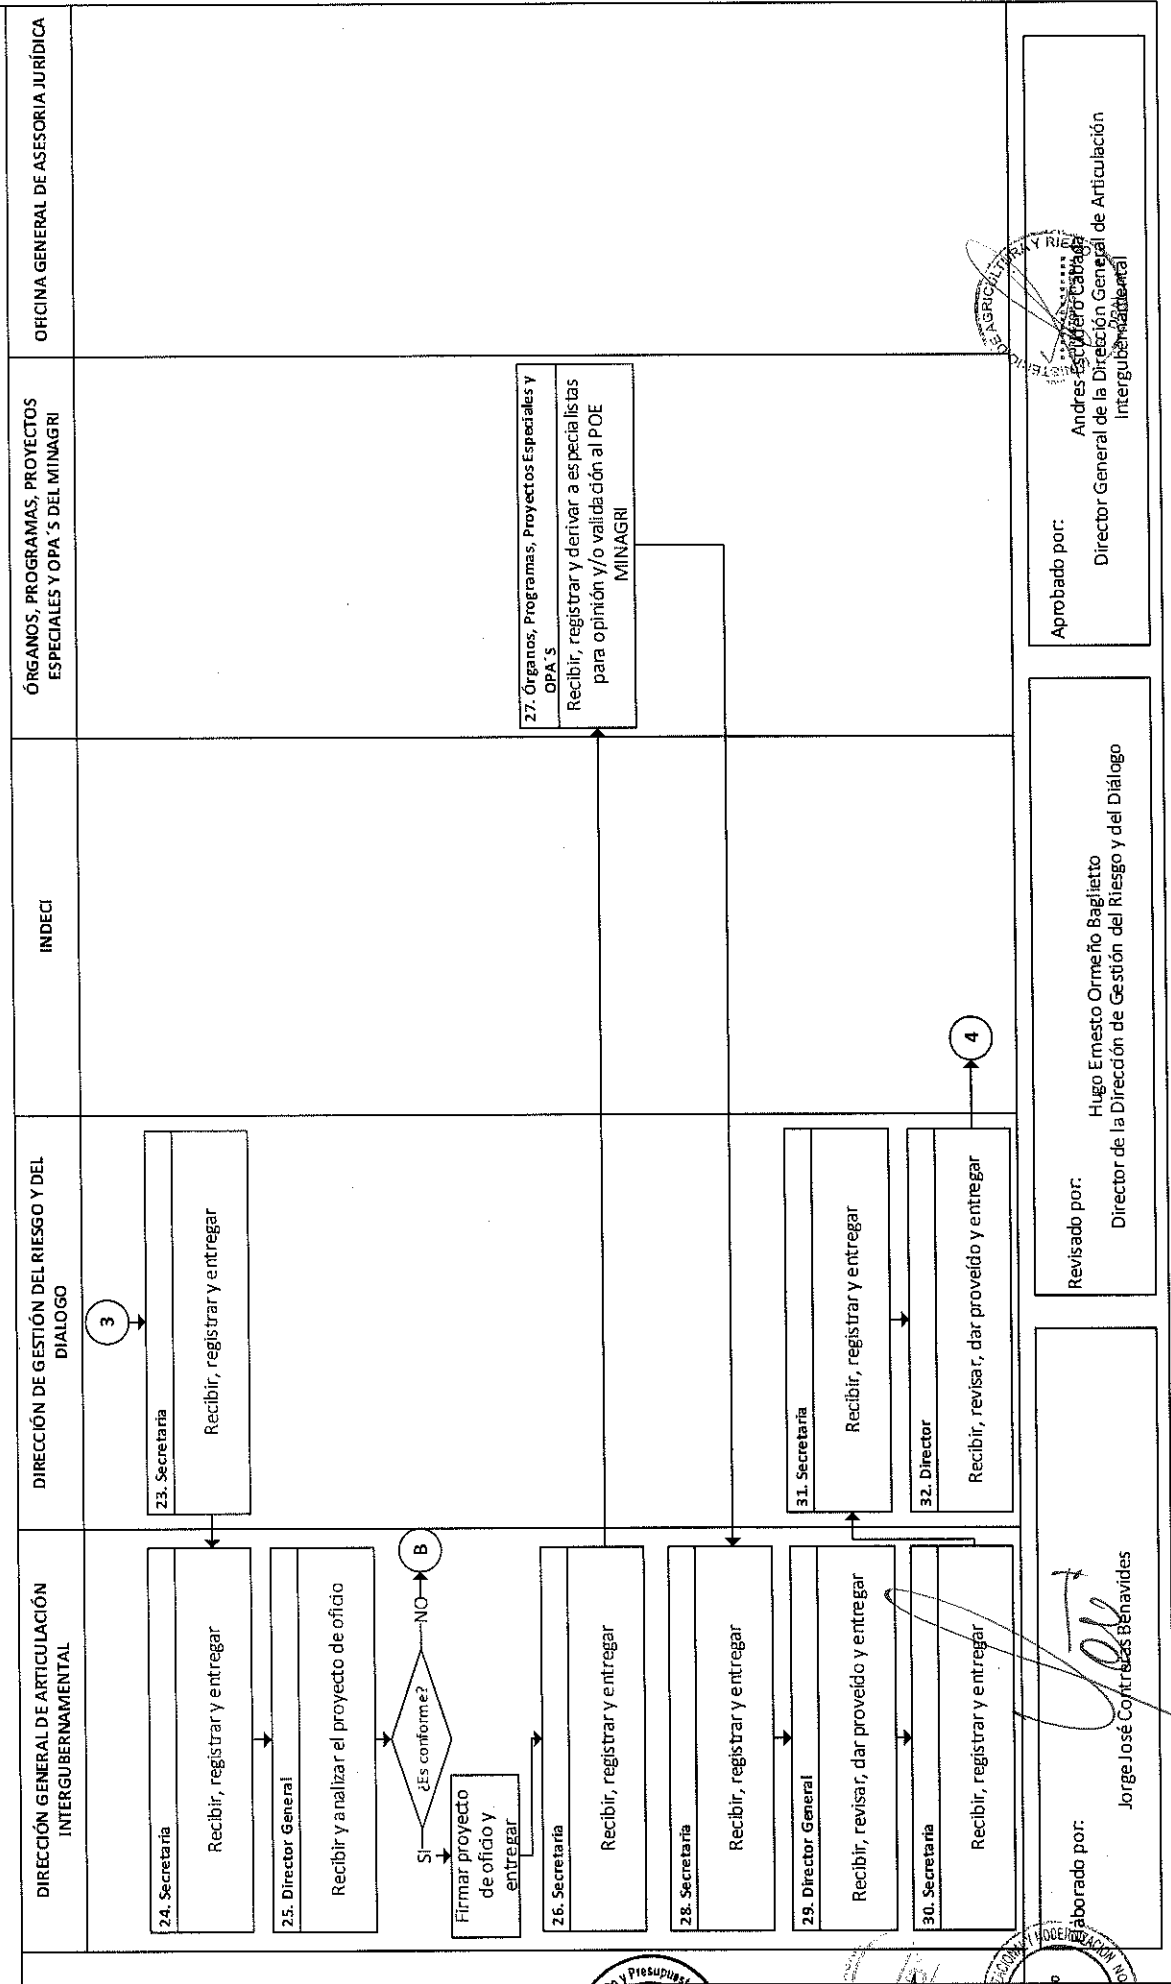 DIRECCIÓN GENERAL DE ARTICULACIÓN
INTERGUBERNAMENTAL
DIRECCIÓN DE GESTIÓN DEL RIESGO Y DEL
DIALOGO
INDECI
ÓRGANOS, PROGRAMAS, PROYECTOS
ESPECIALES Y OPA´S DEL MINAGRI
OFICINA GENERAL DE ASESORIA JURÍDICA
3
23. Secretaria
Recibir, registrar y entregar
24. Secretaria
Recibir, registrar y entregar
25. Director General
Recibir y analizar el proyecto de oficio
¿Es conforme?
NO
B
SI
Firmar proyecto
de oficio y
entregar
26. Secretaria
Recibir, registrar y entregar
27. Órganos, Programas, Proyectos Especiales y
OPA´S
Recibir, registrar y derivar a especialistas
para opinión y/o validación al POE
MINAGRI
28. Secretaria
Recibir, registrar y entregar
29. Director General
Recibir, revisar, dar proveído y entregar
30. Secretaria
Recibir, registrar y entregar
31. Secretaria
Recibir, registrar y entregar
32. Director
Recibir, revisar, dar proveído y entregar
4
aborado por:
Jorge José Contreras Benavides
Revisado por:
Hugo Ernesto Ormeño Baglietto
Director de la Dirección de Gestión del Riesgo y del Diálogo
Aprobado por:
Andres Escudero Cabada
Director General de la Dirección General de Articulación
Intergubernamental
AGRICULTURA Y RIE
y Presupuest